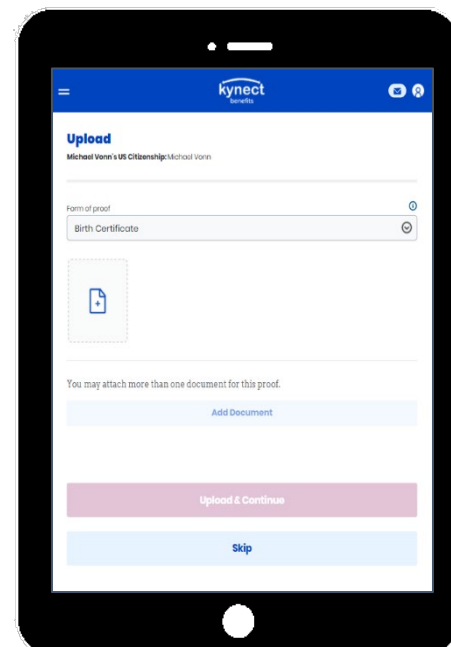 kynect
benefits
Upload
Michael Vonn's US Citizenship: Michael Vonn
Form of proof
Birth Certificate
You may attach more than one document for this proof.
Add Document
Upload & Continue
Skip